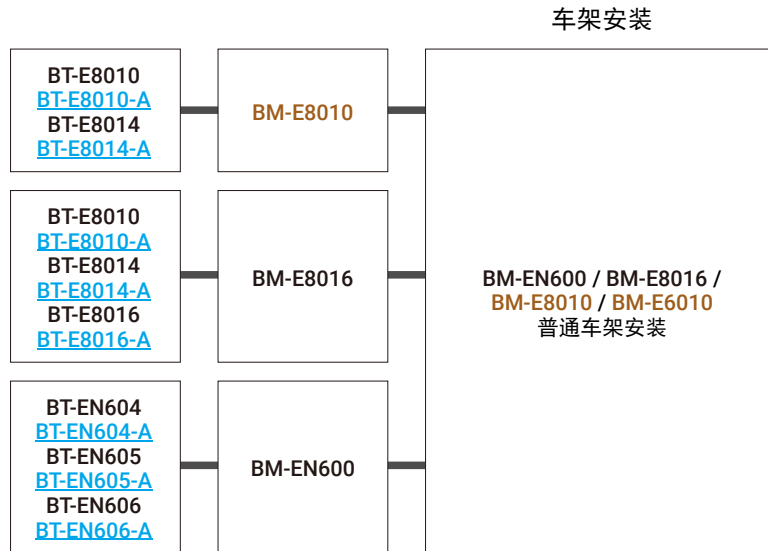 车架安装
BT-E8010
BT-E8010-A
BT-E8014
BT-E8014-A
BM-E8010
BT-E8010
BT-E8010-A
BT-E8014
BT-E8014-A
BT-E8016
BT-E8016-A
BM-E8016
BM-EN600 / BM-E8016 /
BM-E8010 / BM-E6010
普通车架安装
BT-EN604
BT-EN604-A
BT-EN605
BT-EN605-A
BT-EN606
BT-EN606-A
BM-EN600